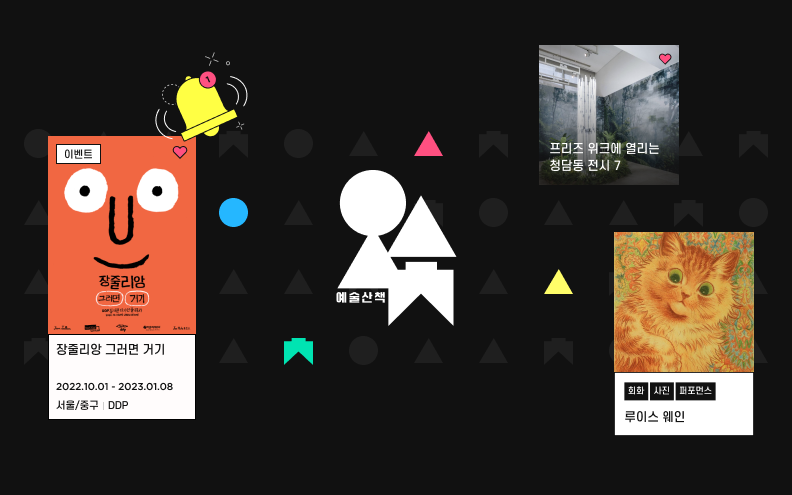 1
이벤트
장줄리앙
그러면 거기
장줄리앙 그러면 거기
2022.10.01 - 2023.01.08
서울/중구 | DDP
예술산책
프리즈 위크에 열리는
청담동 전시 7
회화 사진 퍼포먼스
루이스 웨인